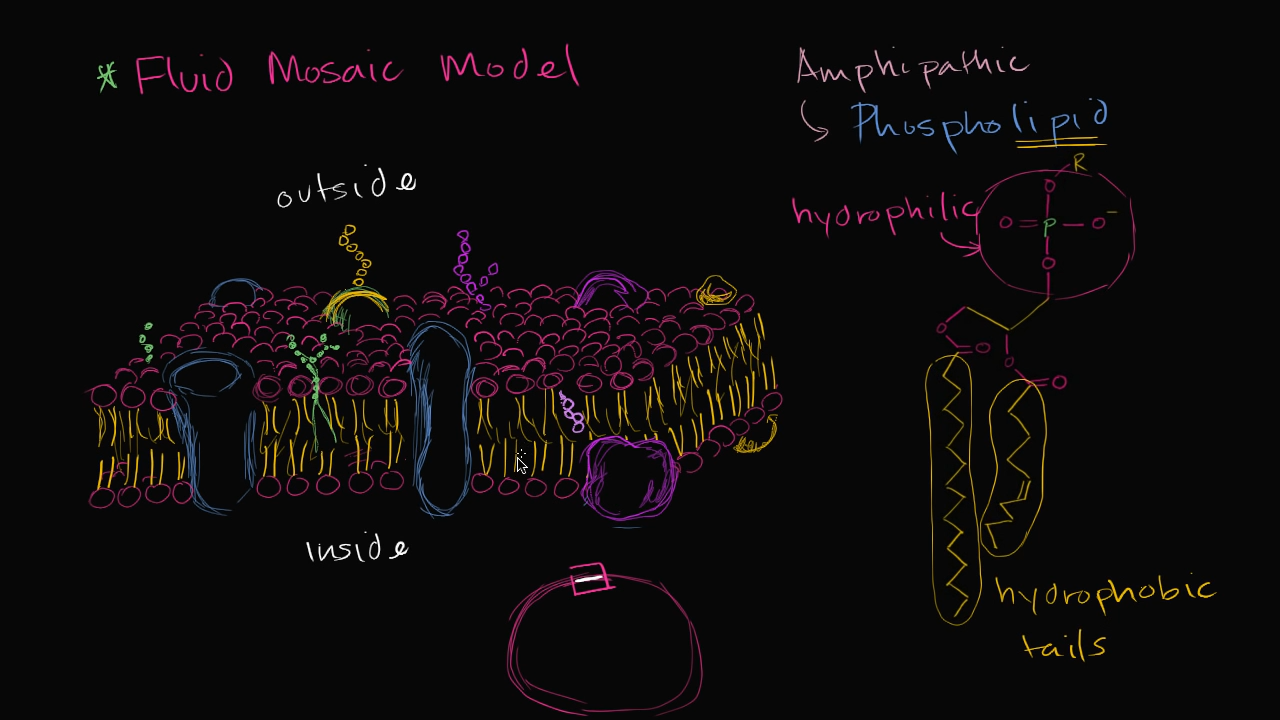 * Fluid Mosaic Model
Amphipathic
Phospholipid
outside
hydrophilic
R
O
O = P — O⁻
O
O
O
O
O
inside
hydrophobic
tails